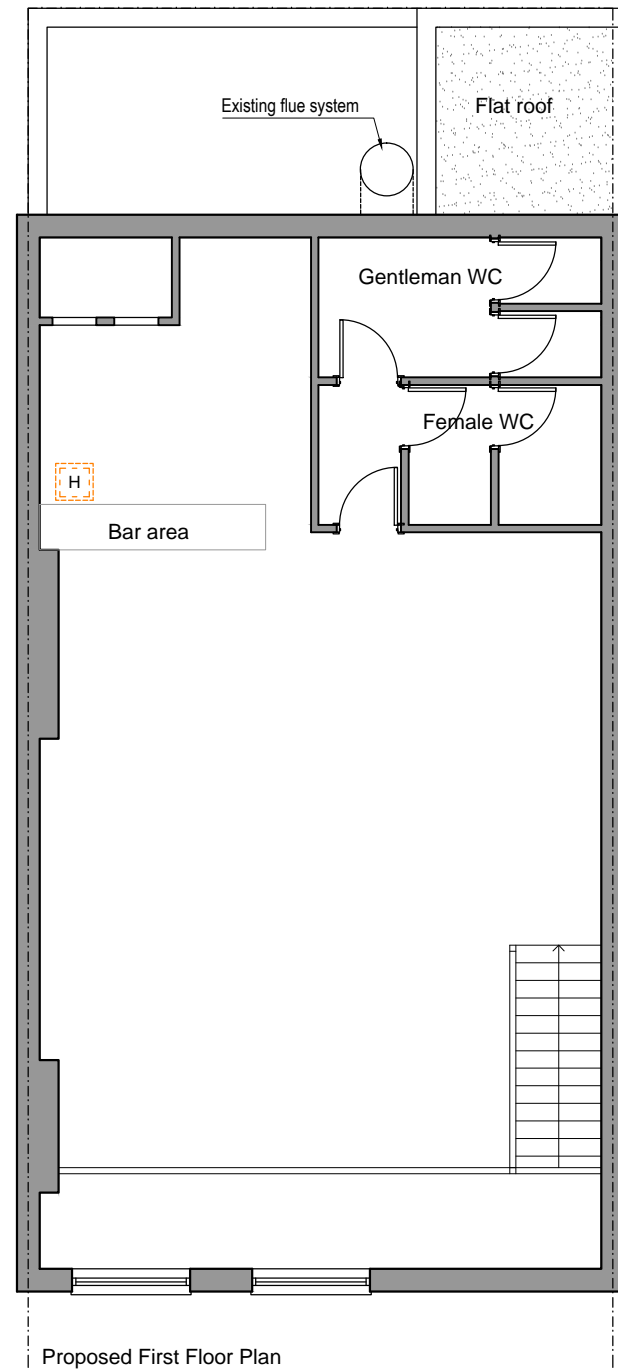 Existing flue system
Flat roof
Gentleman WC
Female WC
H
Bar area
Proposed First Floor Plan